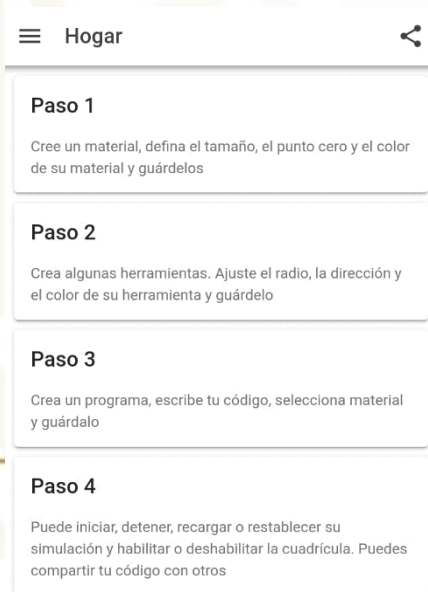 Hogar
Paso 1
Cree un material, defina el tamaño, el punto cero y el color
de su material y guárdelos
Paso 2
Crea algunas herramientas. Ajuste el radio, la dirección y
el color de su herramienta y guárdelo
Paso 3
Crea un programa, escribe tu código, selecciona material
y guárdalo
Paso 4
Puede iniciar, detener, recargar o restablecer su
simulación y habilitar o deshabilitar la cuadrícula. Puedes
compartir tu código con otros